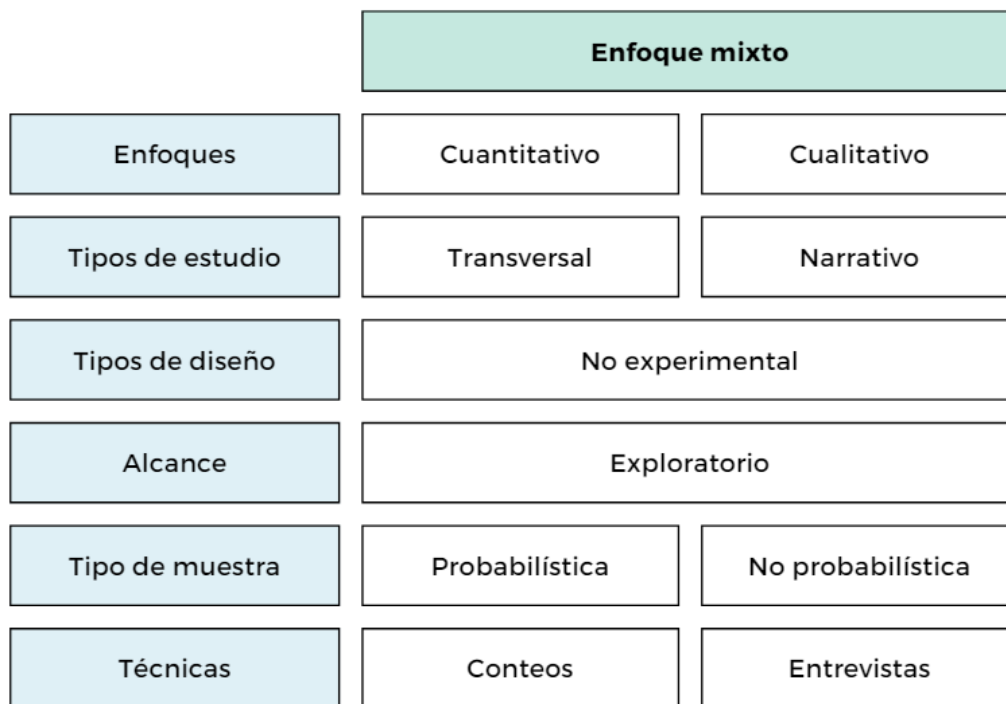 Enfoque mixto
Enfoques
Cuantitativo
Cualitativo
Tipos de estudio
Transversal
Narrativo
Tipos de diseño
No experimental
Alcance
Exploratorio
Tipo de muestra
Probabilística
No probabilística
Técnicas
Conteos
Entrevistas